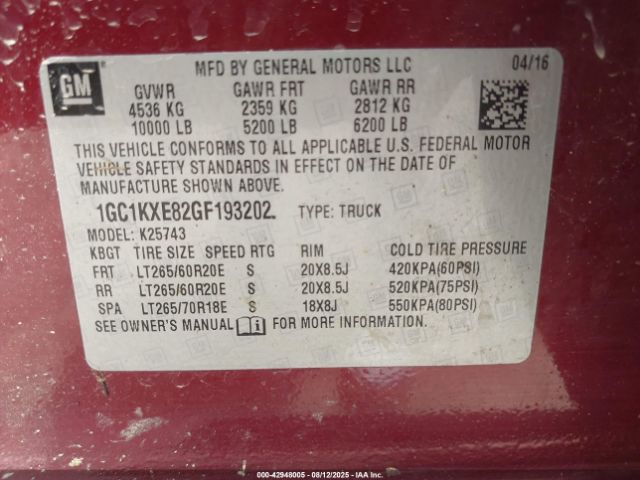 GM
MFD BY GENERAL MOTORS LLC 04/16
GVWR GAWR FRT GAWR RR
4536 KG 2359 KG 2812 KG
10000 LB 5200 LB 6200 LB
THIS VEHICLE CONFORMS TO ALL APPLICABLE U.S. FEDERAL MOTOR
VEHICLE SAFETY STANDARDS IN EFFECT ON THE DATE OF
MANUFACTURE SHOWN ABOVE.
1GC1KXE82GF193202 TYPE: TRUCK
MODEL: K25743
KBGT TIRE SIZE SPEED RTG RIM COLD TIRE PRESSURE
FRT LT265/60R20E S 20X8.5J 420KPA(60PSI)
RR LT265/60R20E S 20X8.5J 520KPA(75PSI)
SPA LT265/70R18E S 18X8J 550KPA(80PSI)
SEE OWNER'S MANUAL FOR MORE INFORMATION.
© IAA - 42948005 - 08/12/2025 - IAAI.com